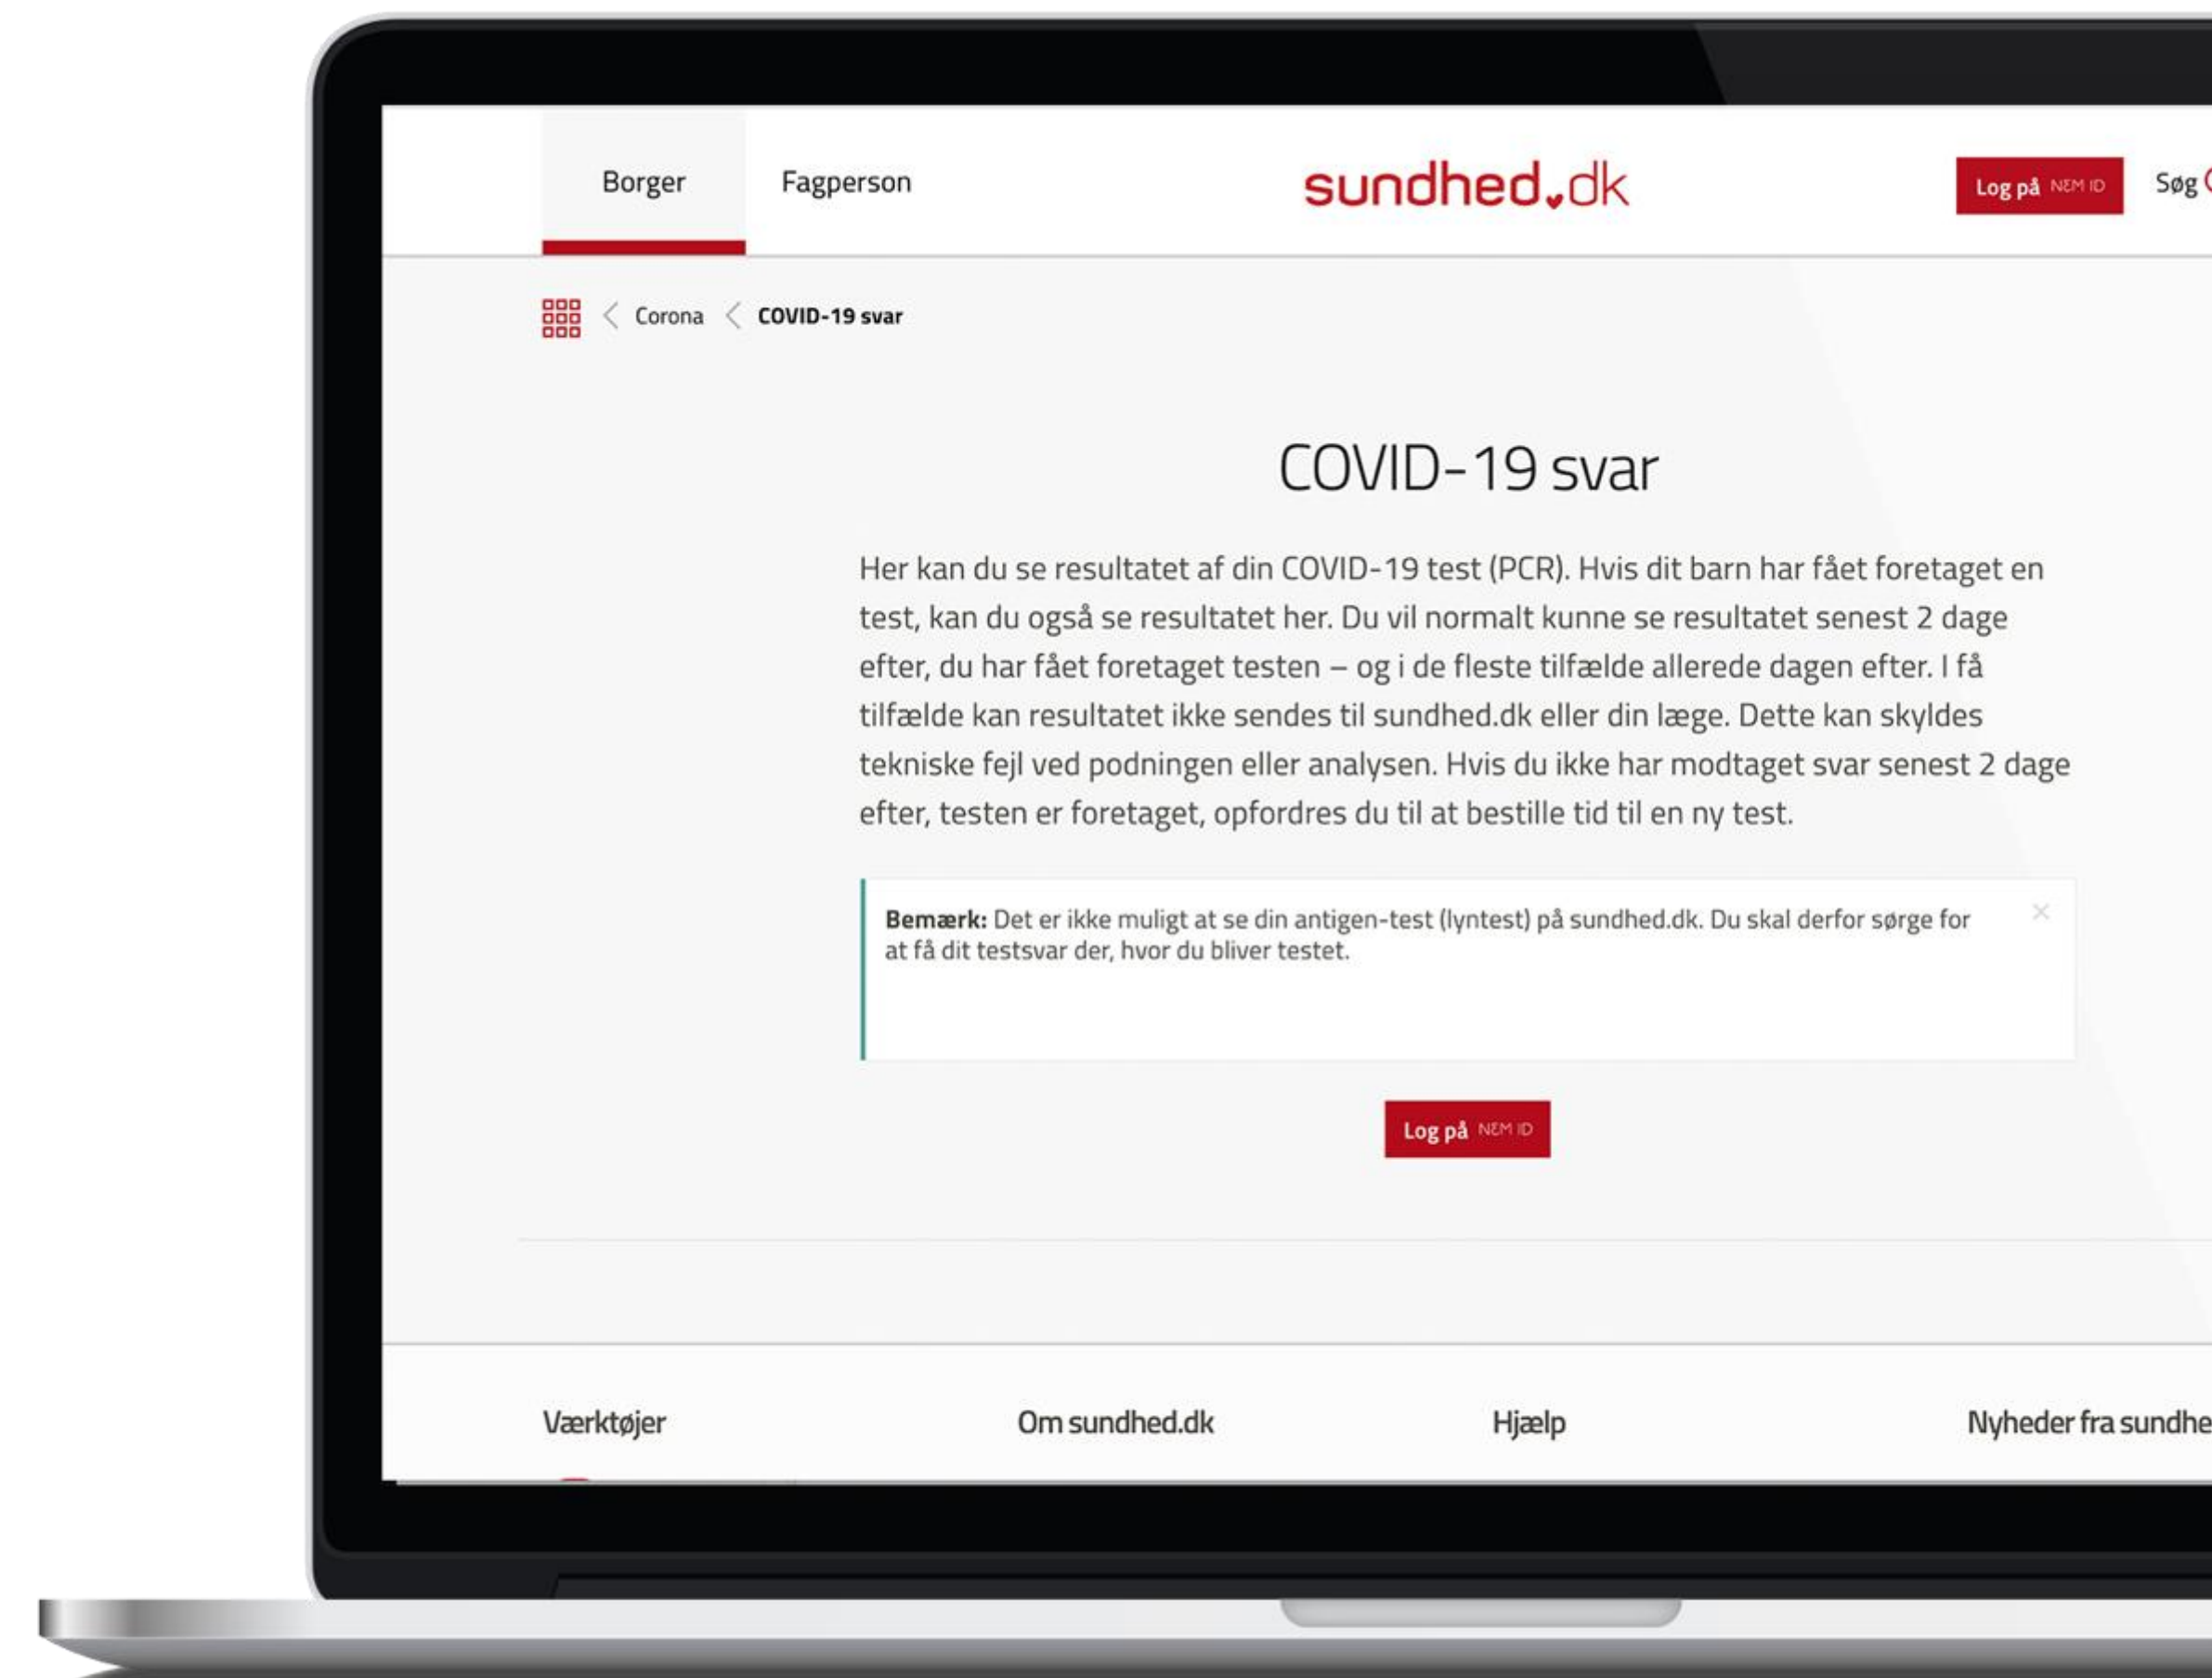 Borger Fagperson sundhed.dk Log på NEM ID Søg
Corona COVID-19 svar
COVID-19 svar
Her kan du se resultatet af din COVID-19 test (PCR). Hvis dit barn har fået foretaget en
test, kan du også se resultatet her. Du vil normalt kunne se resultatet senest 2 dage
efter, du har fået foretaget testen – og i de fleste tilfælde allerede dagen efter. I få
tilfælde kan resultatet ikke sendes til sundhed.dk eller din læge. Dette kan skyldes
tekniske fejl ved podningen eller analysen. Hvis du ikke har modtaget svar senest 2 dage
efter, testen er foretaget, opfordres du til at bestille tid til en ny test.
Bemærk: Det er ikke muligt at se din antigen-test (lyntest) på sundhed.dk. Du skal derfor sørge for
at få dit testsvar der, hvor du bliver testet.
Log på NEM ID
Værktøjer Om sundhed.dk Hjælp Nyheder fra sundhe